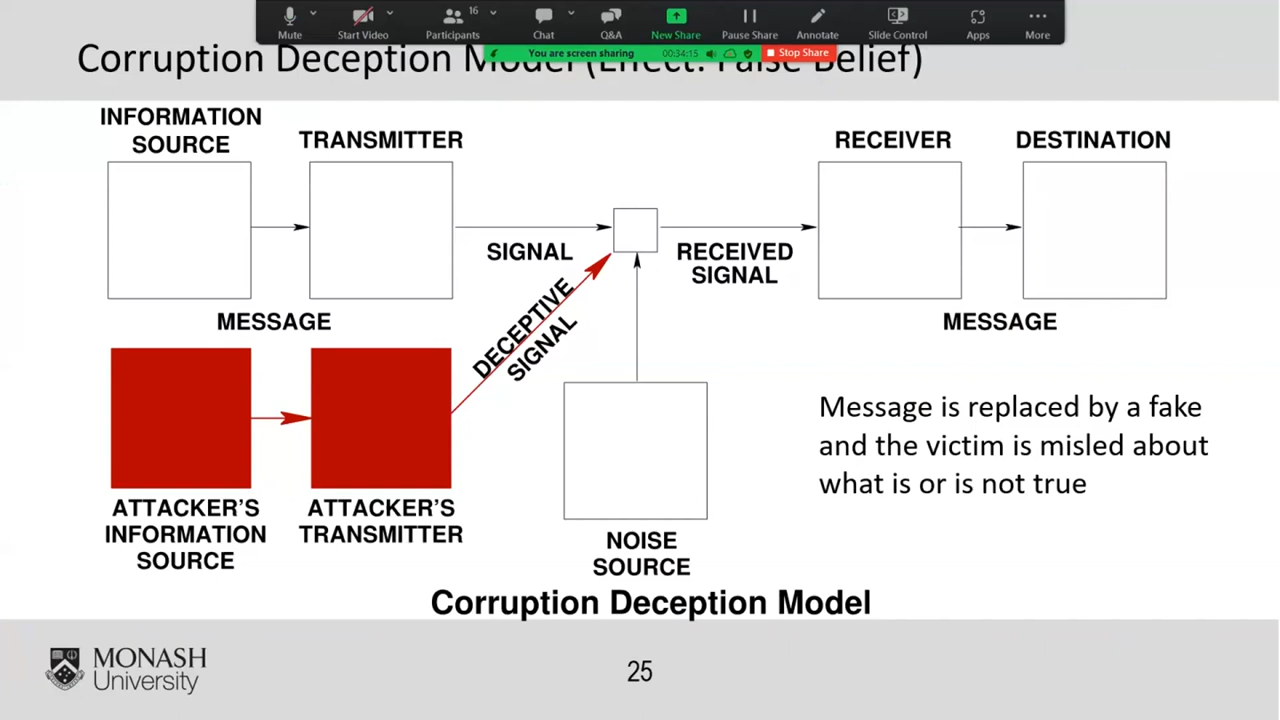 16
Mute
Start Video
Participants
Chat
Q&A
New Share
Pause Share
Annotate
Slide Control
Apps
More
You are screen sharing
00:34:15
Stop Share
Corruption Deception Model (Effect: False Belief)
INFORMATION
SOURCE
TRANSMITTER
RECEIVER
DESTINATION
SIGNAL
RECEIVED
SIGNAL
MESSAGE
MESSAGE
DECEPTIVE
SIGNAL
ATTACKER'S
INFORMATION
SOURCE
ATTACKER'S
TRANSMITTER
NOISE
SOURCE
Message is replaced by a fake
and the victim is misled about
what is or is not true
Corruption Deception Model
MONASH
University
25